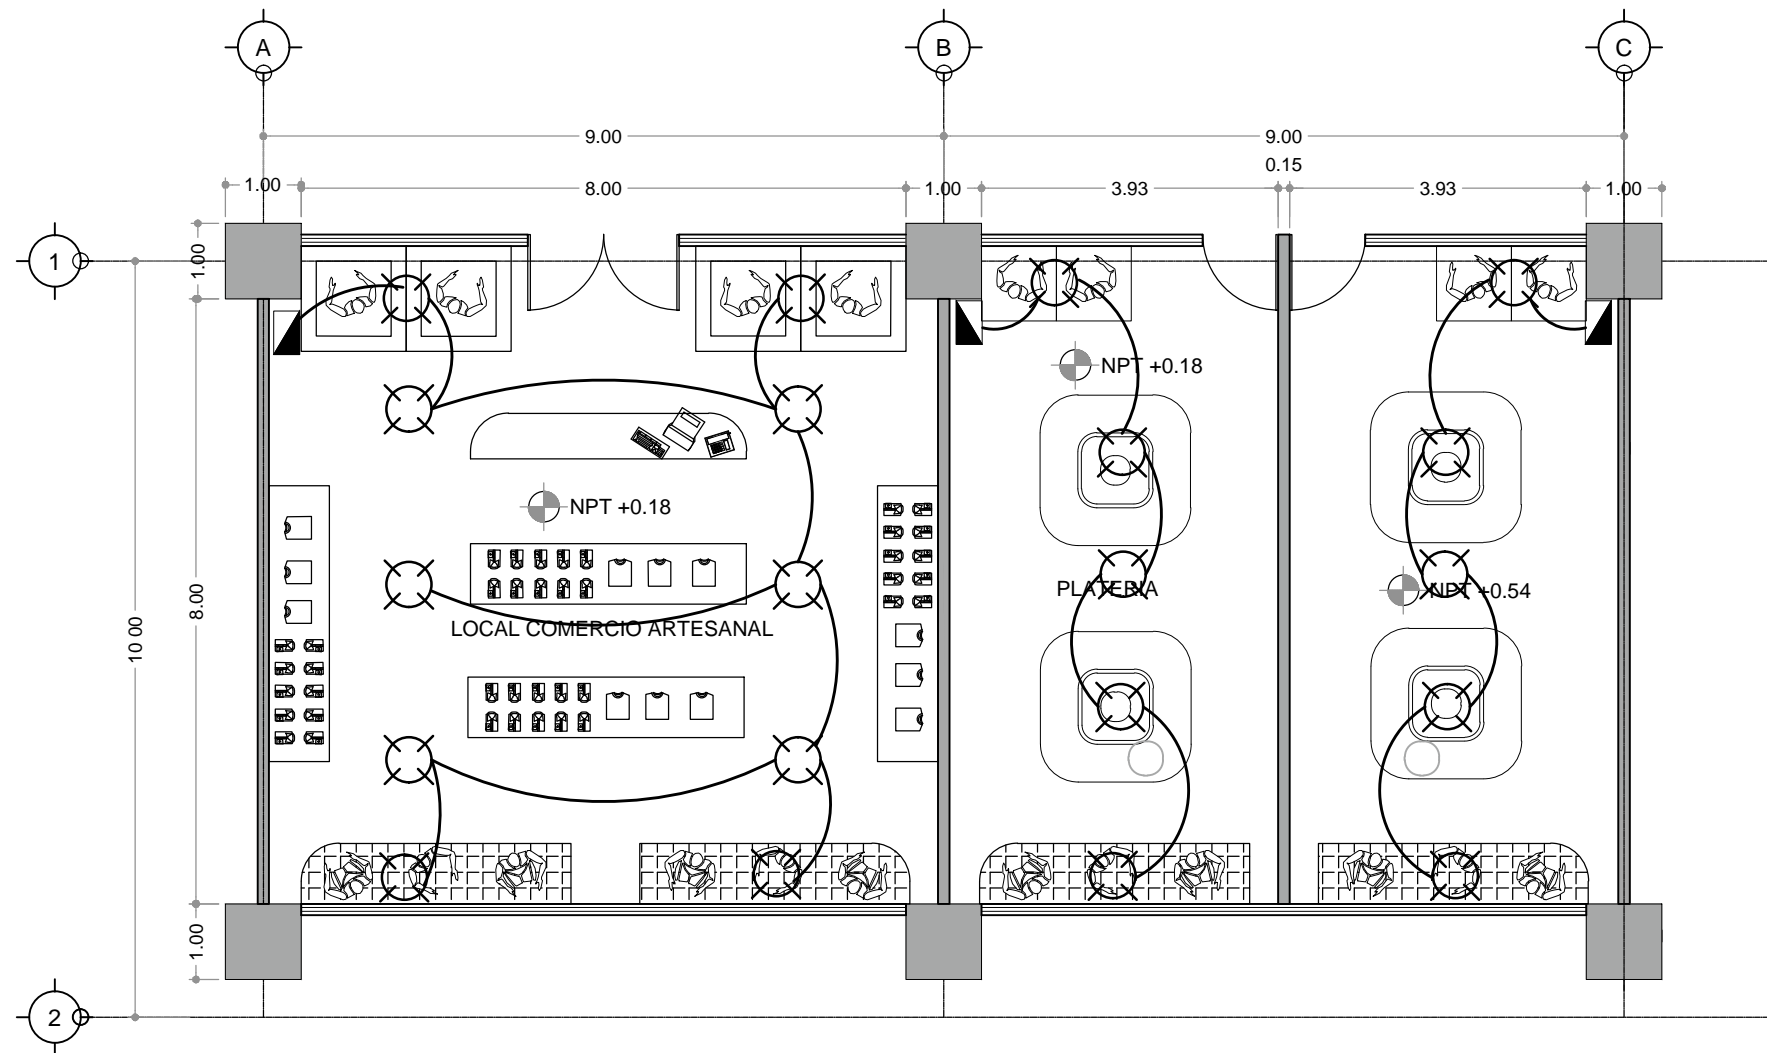 A
B
C
9.00
9.00
0.15
1.00
8.00
1.00
3.93
3.93
1.00
1
1.00
NPT +0.18
NPT +0.18
10 00
8.00
PLATERIA
NPT +0.54
LOCAL COMERCIO ARTESANAL
1.00
2